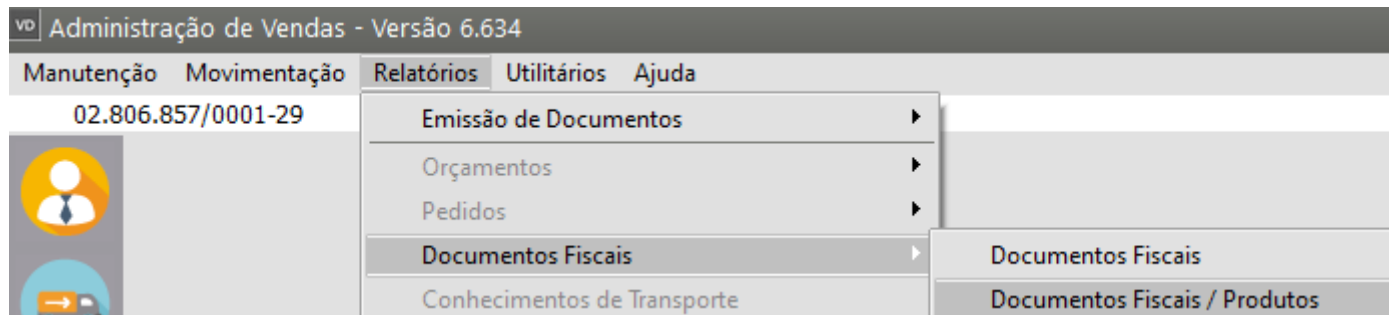 VD Administração de Vendas - Versão 6.634
Manutenção Movimentação Relatórios Utilitários Ajuda
02.806.857/0001-29
Emissão de Documentos
Orçamentos
Pedidos
Documentos Fiscais
Documentos Fiscais
Conhecimentos de Transporte
Documentos Fiscais / Produtos